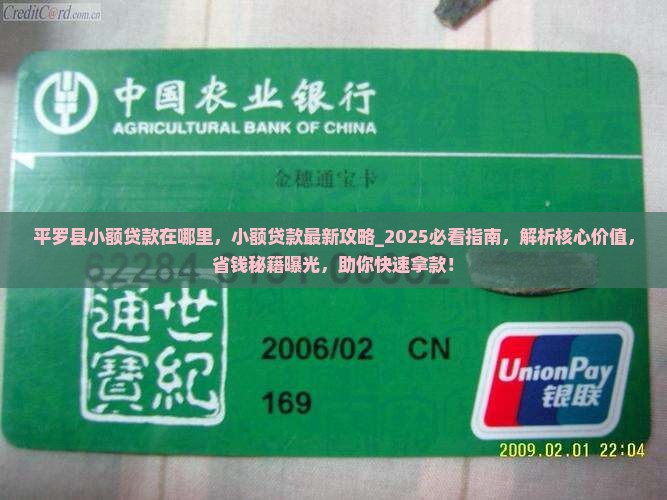 CreditCard.com.cn
中国农业银行
AGRICULTURAL BANK OF CHINA
金穗通宝卡
平罗县小额贷款在哪里，小额贷款最新攻略_2025必看指南，解析核心价值，
省钱秘籍曝光，助你快速拿款！
62284
世纪
通寶
2006/02 CN
169
UnionPay
银联
2009.02.01 22:04